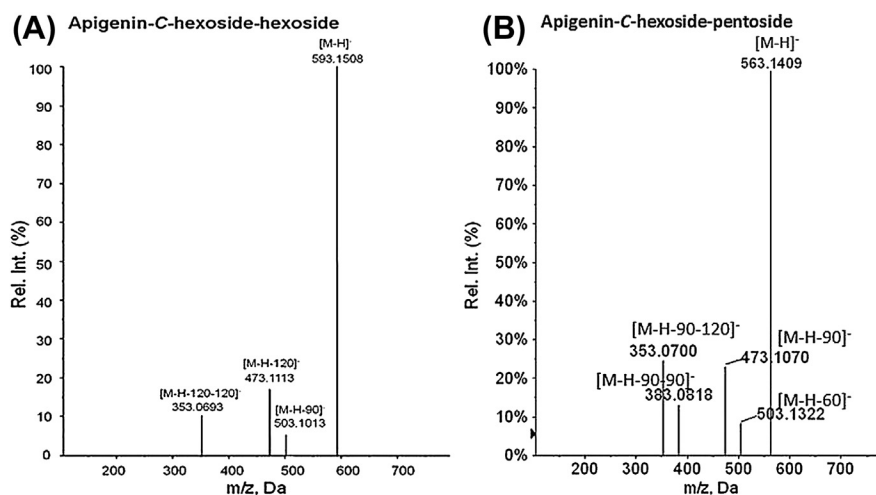 (A) Apigenin-C-hexoside-hexoside
[M-H]-
593.1508
100
90
80
70
60
50
40
30
20
10
0
Rel. Int. (%)
[M-H-120]-
473.1113
[M-H-120-120]-
353.0693
[M-H-90]-
503.1013
200
300
400
500
600
700
m/z, Da
(B) Apigenin-C-hexoside-pentoside
[M-H]-
563.1409
100%
90%
80%
70%
60%
50%
40%
30%
20%
10%
0%
Rel. Int. (%)
[M-H-90-120]-
353.0700
[M-H-90]-
473.1070
[M-H-90-90]-
383.0818
[M-H-60]-
503.1322
200
300
400
500
600
700
m/z, Da